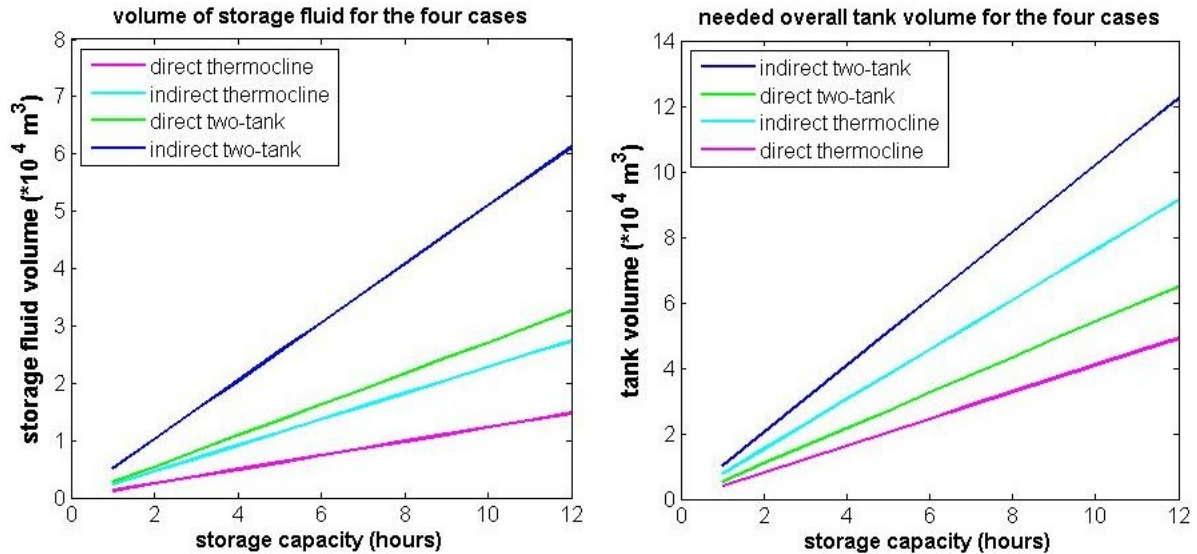 volume of storage fluid for the four cases
8
7
6
5
4
3
2
1
0
storage fluid volume (*10^4 m^3)
direct thermocline
indirect thermocline
direct two-tank
indirect two-tank
0 2 4 6 8 10 12
storage capacity (hours)
needed overall tank volume for the four cases
14
12
10
8
6
4
2
0
tank volume (*10^4 m^3)
indirect two-tank
direct two-tank
indirect thermocline
direct thermocline
0 2 4 6 8 10 12
storage capacity (hours)